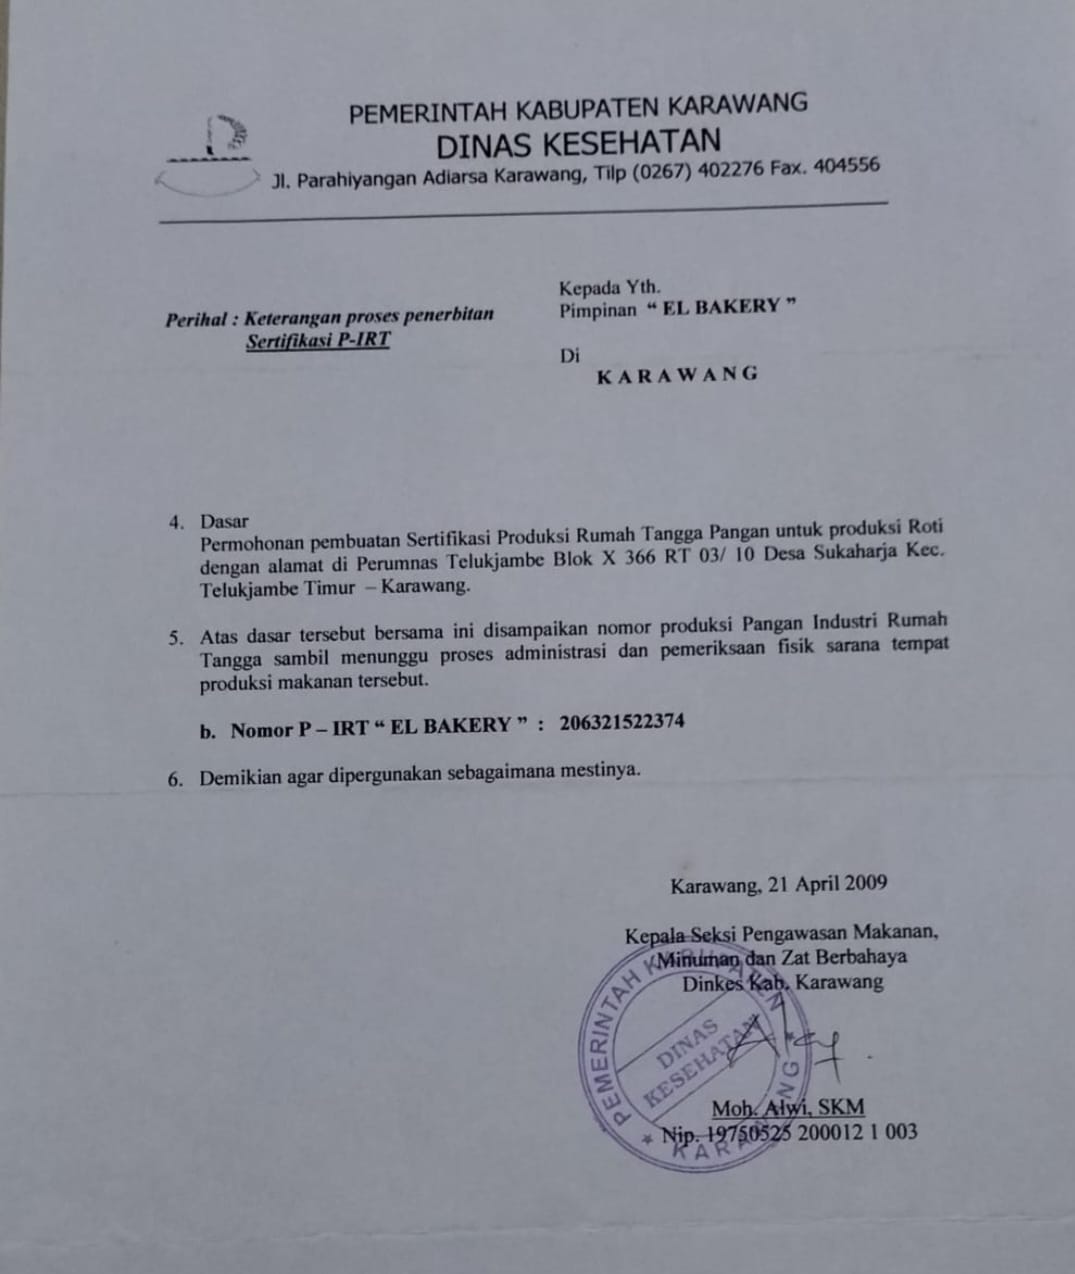 PEMERINTAH KABUPATEN KARAWANG
DINAS KESEHATAN
Jl. Parahiyangan Adiarsa Karawang, Tilp (0267) 402276 Fax. 404556
Perihal : Keterangan proses penerbitan
Sertifikasi P-IRT
Kepada Yth.
Pimpinan “ EL BAKERY ”
Di
K A R A W A N G
4. Dasar
Permohonan pembuatan Sertifikasi Produksi Rumah Tangga Pangan untuk produksi Roti
dengan alamat di Perumnas Telukjambe Blok X 366 RT 03/ 10 Desa Sukaharja Kec.
Telukjambe Timur – Karawang.
5. Atas dasar tersebut bersama ini disampaikan nomor produksi Pangan Industri Rumah
Tangga sambil menunggu proses administrasi dan pemeriksaan fisik sarana tempat
produksi makanan tersebut.
b. Nomor P – IRT “ EL BAKERY ” : 206321522374
6. Demikian agar dipergunakan sebagaimana mestinya.
Karawang, 21 April 2009
Kepala Seksi Pengawasan Makanan,
Minuman dan Zat Berbahaya
Dinkes Kab. Karawang
PEMERINTAH KABUPATEN
DINAS
KESEHATAN
KARAWANG
Moh. Alwi, SKM
Nip. 19750525 200012 1 003